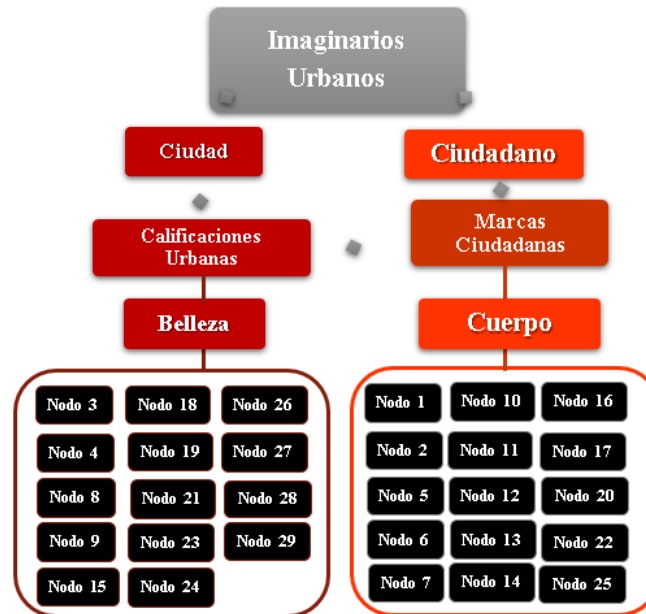 Imaginarios
Urbanos
Ciudad
Ciudadano
Calificaciones
Urbanas
Marcas
Ciudadanas
Belleza
Cuerpo
Nodo 3
Nodo 18
Nodo 26
Nodo 4
Nodo 19
Nodo 27
Nodo 8
Nodo 21
Nodo 28
Nodo 9
Nodo 23
Nodo 29
Nodo 15
Nodo 24
Nodo 1
Nodo 10
Nodo 16
Nodo 2
Nodo 11
Nodo 17
Nodo 5
Nodo 12
Nodo 20
Nodo 6
Nodo 13
Nodo 22
Nodo 7
Nodo 14
Nodo 25